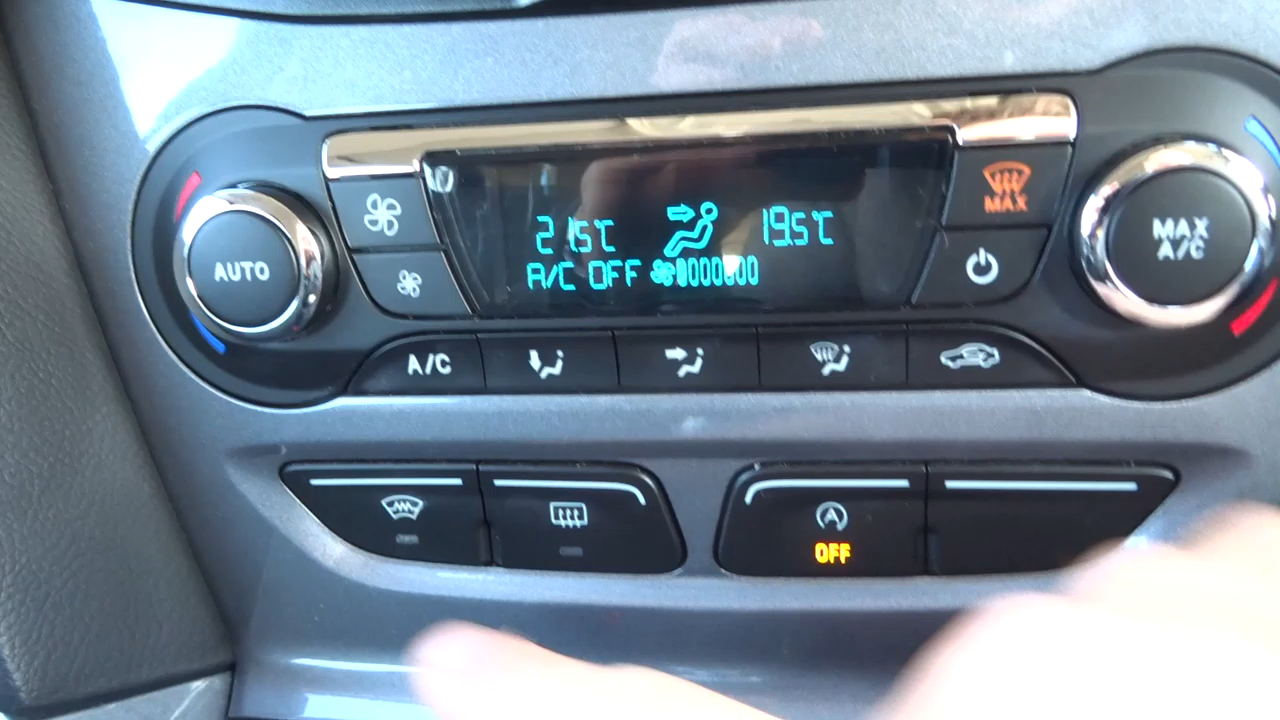 AUTO
21.5°C 19.5°C
A/C OFF
MAX
MAX
A/C
A/C
A
OFF